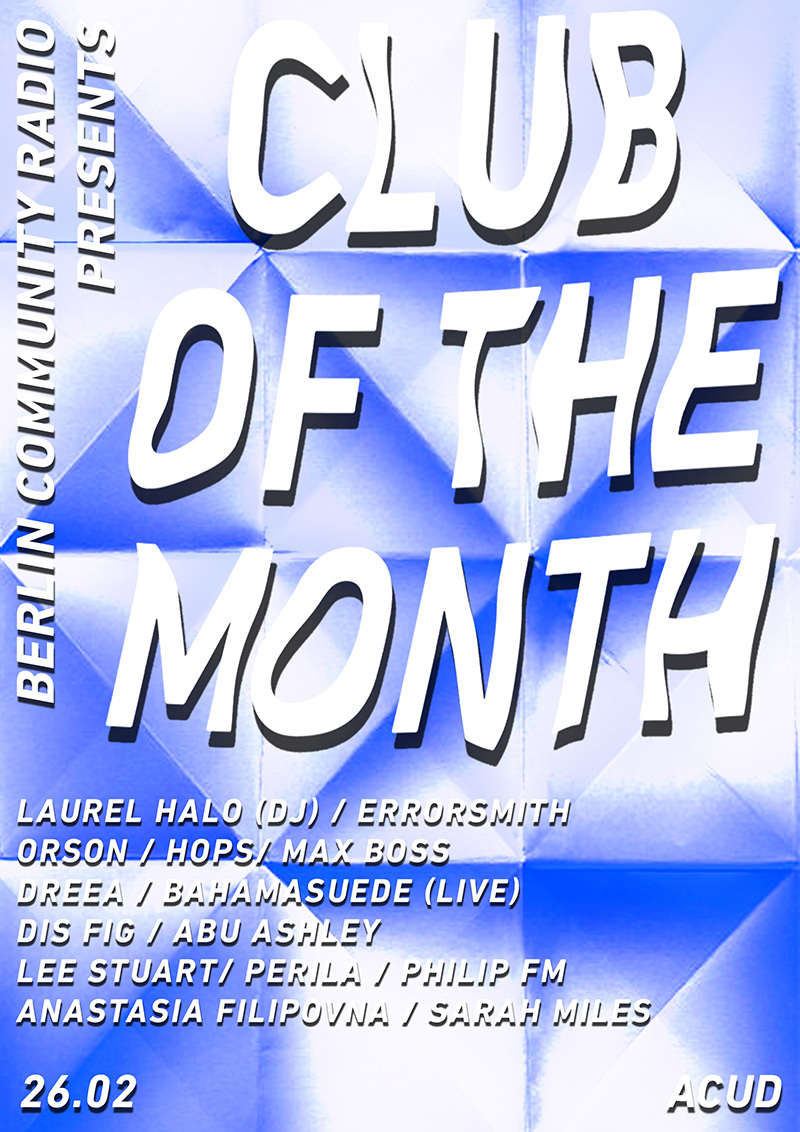 BERLIN COMMUNITY RADIO
PRESENTS
CLUB
OF THE
MONTH
LAUREL HALO (DJ) / ERRORSMITH
ORSON / HOPS/ MAX BOSS
DREEA / BAHAMASUEDE (LIVE)
DIS FIG / ABU ASHLEY
LEE STUART/ PERILA / PHILIP FM
ANASTASIA FILIPOVNA / SARAH MILES
26.02
ACUD